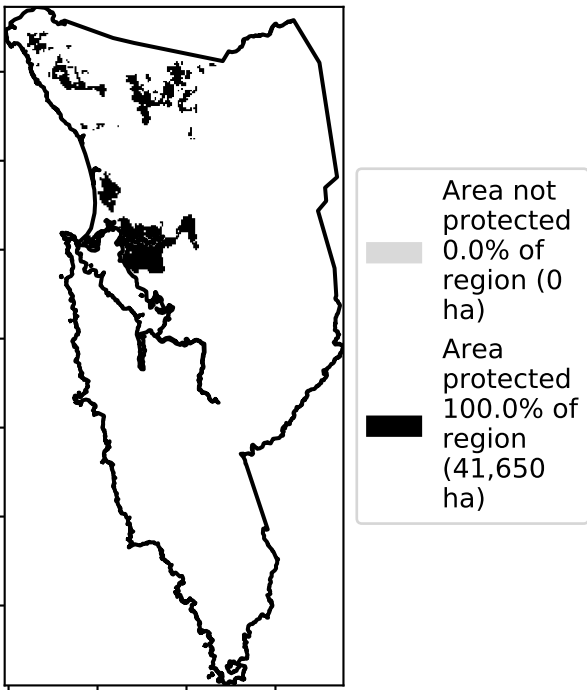 Area not
protected
0.0% of
region (0
ha)
Area
protected
100.0% of
region
(41,650
ha)